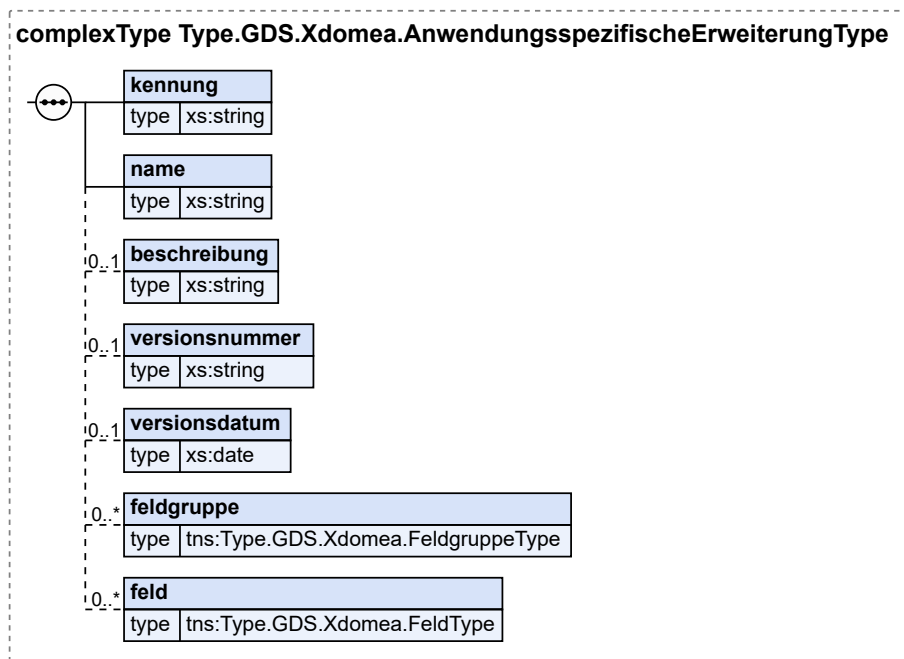 complexType Type.GDS.Xdomea.AnwendungsspezifischeErweiterungType
kennung
type xs:string
name
type xs:string
0..1 beschreibung
type xs:string
0..1 versionsnummer
type xs:string
0..1 versionsdatum
type xs:date
0..* feldgruppe
type tns:Type.GDS.Xdomea.FeldgruppeType
0..* feld
type tns:Type.GDS.Xdomea.FeldType